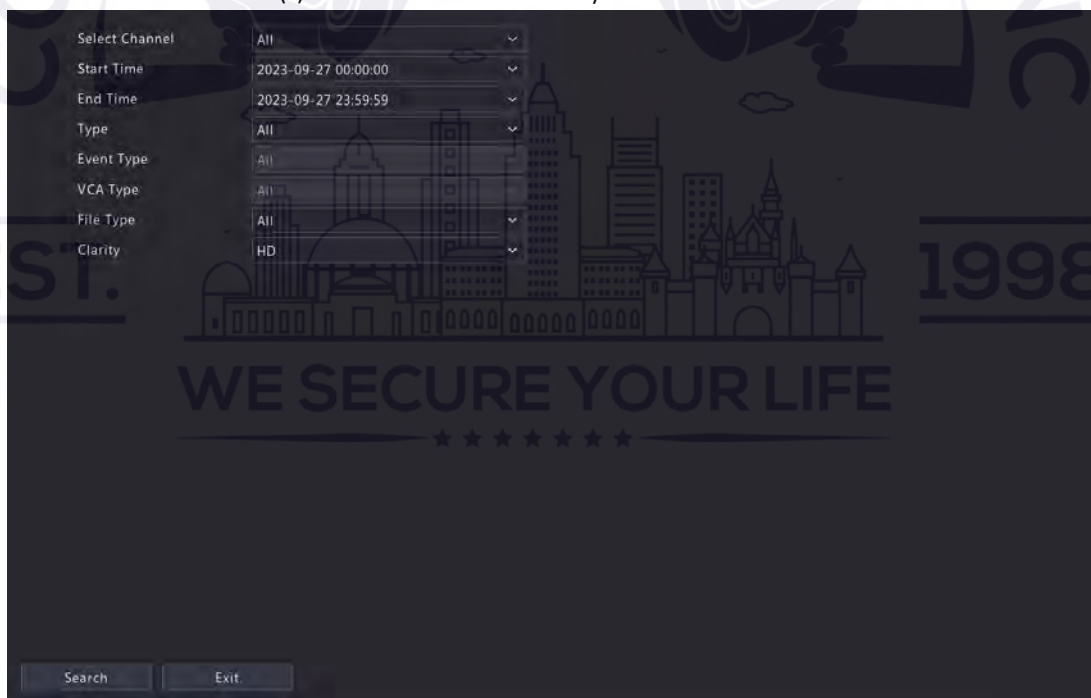 Select Channel All
Start Time 2023-09-27 00:00:00
End Time 2023-09-27 23:59:59
Type All
Event Type All
VCA Type All
File Type All
Clarity HD
ST. 1998
WE SECURE YOUR LIFE
Search Exit